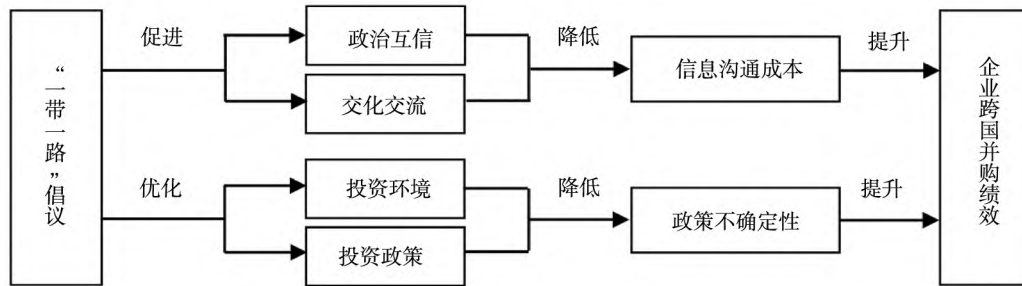 “一带一路”倡议
促进
政治互信
交化交流
降低
信息沟通成本
提升
优化
投资环境
投资政策
降低
政策不确定性
提升
企业跨国并购绩效